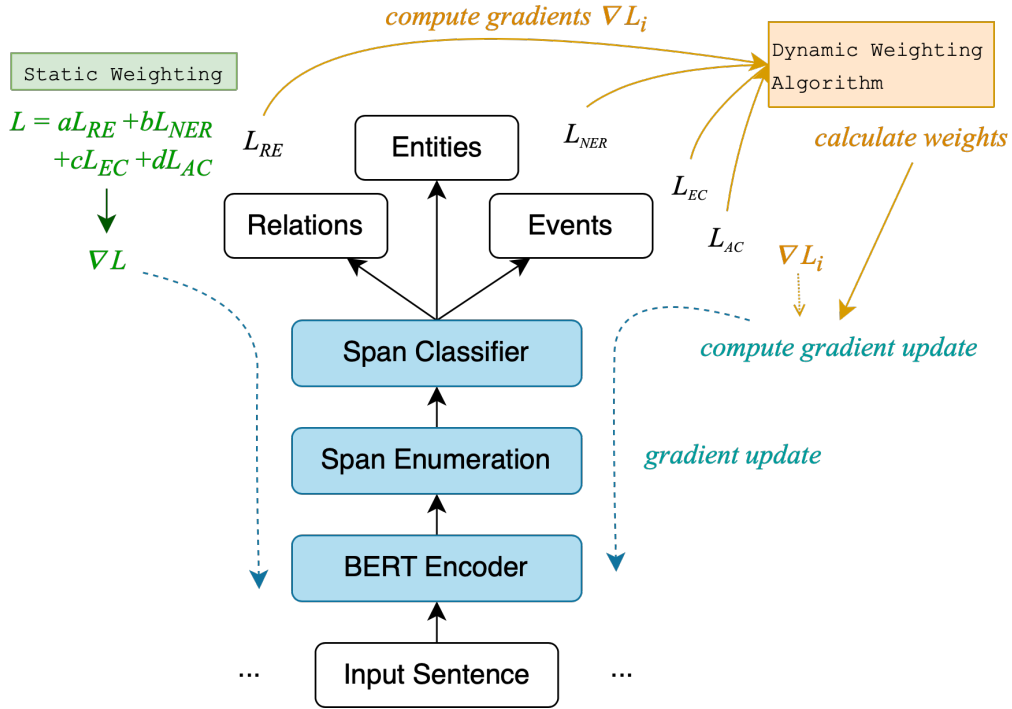 compute gradients ∇L_i
Static Weighting
Dynamic Weighting
Algorithm
L = aL_RE +bL_NER
+cL_EC +dL_AC
L_RE
L_NER
calculate weights
Entities
L_EC
Relations
Events
L_AC
∇L
∇L_i
Span Classifier
compute gradient update
Span Enumeration
gradient update
BERT Encoder
... Input Sentence ...